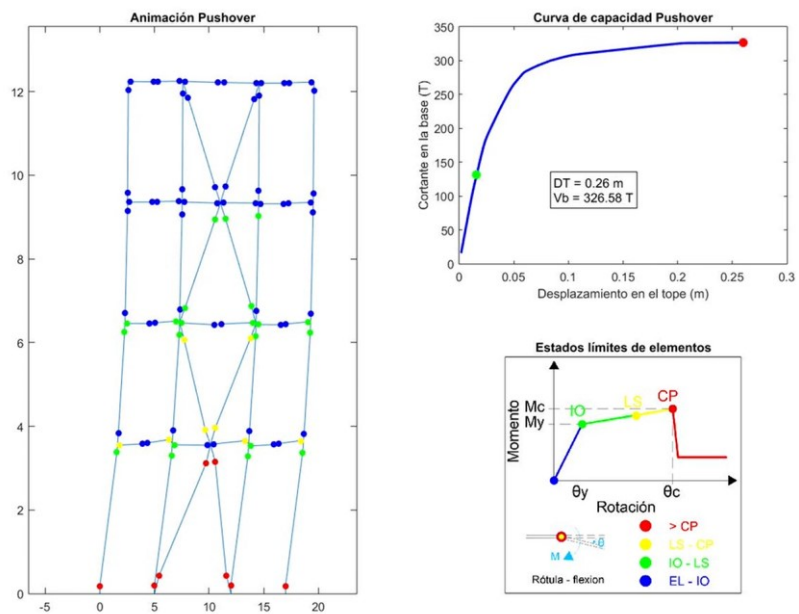 Animación Pushover
12
10
8
6
4
2
0
-5
0
5
10
15
20
Curva de capacidad Pushover
Cortante en la base (T)
350
300
250
200
150
100
50
0
DT = 0.26 m
Vb = 326.58 T
0
0.05
0.1
0.15
0.2
0.25
0.3
Desplazamiento en el tope (m)
Estados límites de elementos
Momento
Mc
My
IO
LS
CP
θy
θc
Rotación
θ
M
Rótula - flexion
> CP
LS - CP
IO - LS
EL - IO